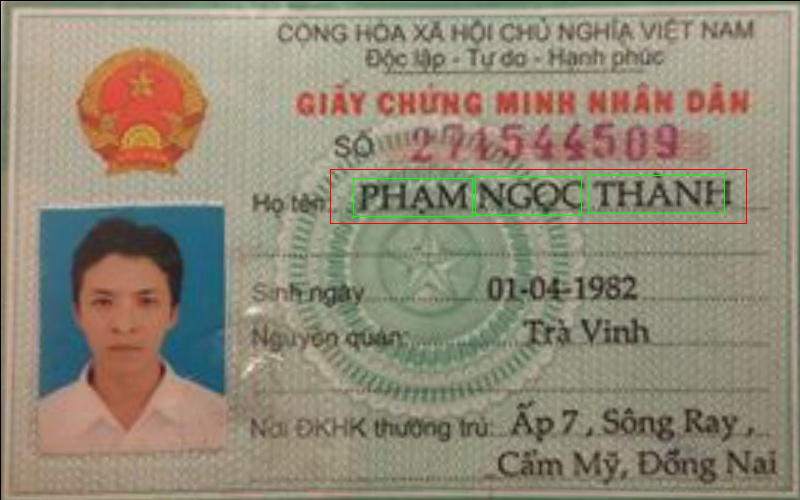 CỘNG HÒA XÃ HỘI CHỦ NGHĨA VIỆT NAM
Độc lập - Tự do - Hạnh phúc
GIẤY CHỨNG MINH NHÂN DÂN
SỐ 271544509
Họ tên: PHẠM NGỌC THÀNH
Sinh ngày 01-04-1982
Nguyên quán: Trà Vinh
Nơi ĐKHK thường trú: Ấp 7 , Sông Ray ,
Cẩm Mỹ, Đồng Nai